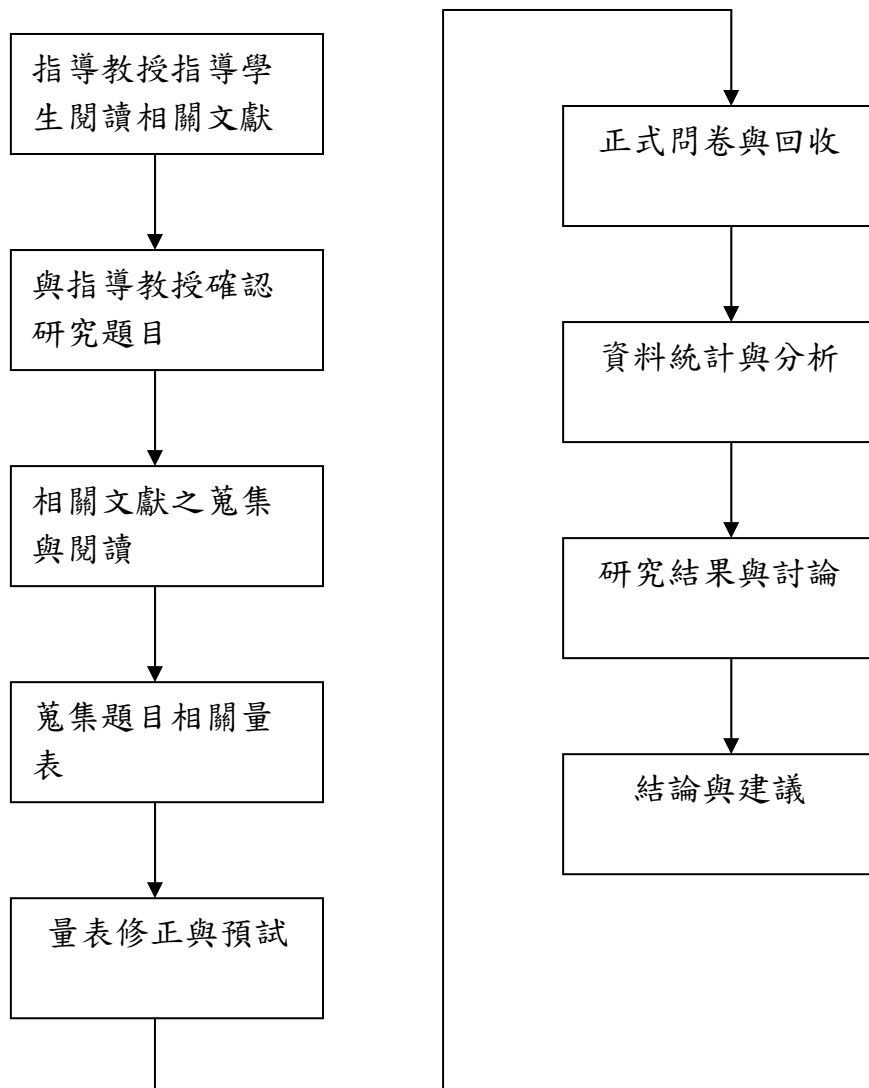 指導教授指導學
生閱讀相關文獻
與指導教授確認
研究題目
相關文獻之蒐集
與閱讀
蒐集題目相關量
表
量表修正與預試
正式問卷與回收
資料統計與分析
研究結果與討論
結論與建議